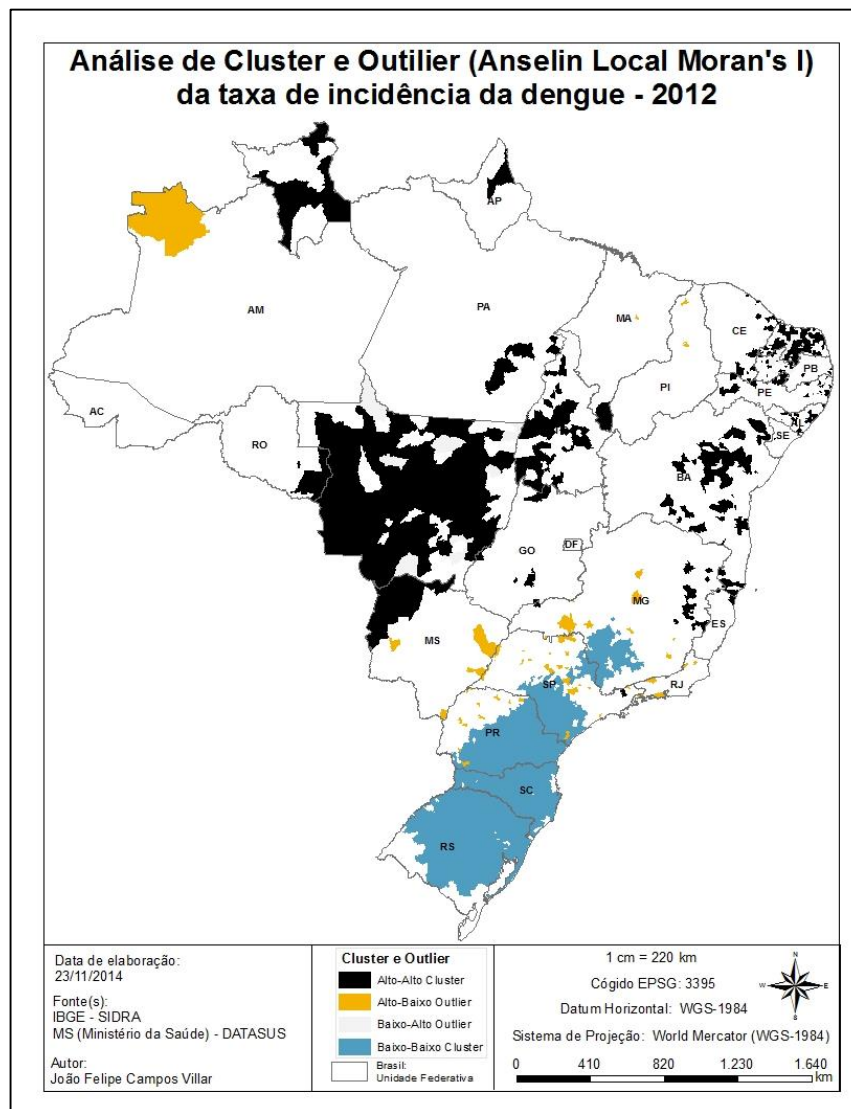 Análise de Cluster e Outilier (Anselin Local Moran's I)
da taxa de incidência da dengue - 2012
AP
AM
PA
MA
CE
PI
PB
PE
AC
RO
AL
SE
BA
GO
DF
MG
ES
MS
SP
RJ
PR
SC
RS
Data de elaboração:
23/11/2014
Fonte(s):
IBGE - SIDRA
MS (Ministério da Saúde) - DATASUS
Autor:
João Felipe Campos Villar
Cluster e Outlier
Alto-Alto Cluster
Alto-Baixo Outlier
Baixo-Alto Outlier
Baixo-Baixo Cluster
Brasil:
Unidade Federativa
1 cm = 220 km
Cógido EPSG: 3395
Datum Horizontal: WGS-1984
Sistema de Projeção: World Mercator (WGS-1984)
N
W E
S
0 410 820 1.230 1.640
km